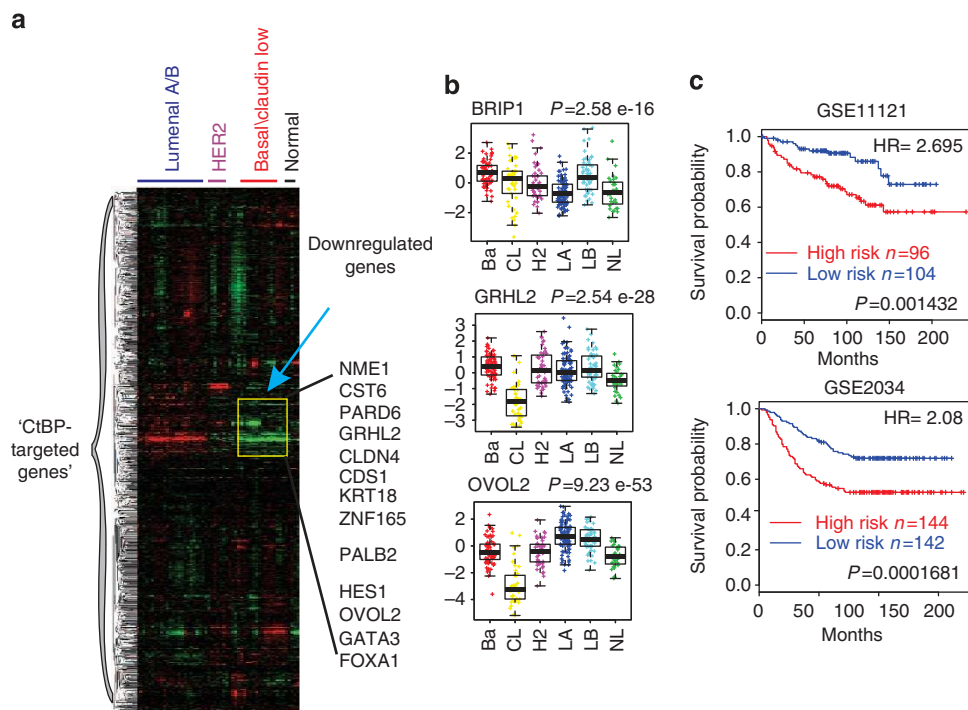 a
Lumenal A/B
HER2
Basal\claudin low
Normal
Downregulated
genes
'CtBP-
targeted
genes'
NME1
CST6
PARD6
GRHL2
CLDN4
CDS1
KRT18
ZNF165
PALB2
HES1
OVOL2
GATA3
FOXA1
b
BRIP1 P=2.58 e-16
2
0
−2
Ba CL H2 LA LB NL
GRHL2 P=2.54 e-28
3
2
1
0
−1
−2
−3
Ba CL H2 LA LB NL
OVOL2 P=9.23 e-53
2
0
−2
−4
Ba CL H2 LA LB NL
c
GSE11121
Survival probability
1.0
0.8
0.6
0.4
0.2
0.0
HR= 2.695
High risk n=96
Low risk n=104
P=0.001432
0 50 100 150 200
Months
GSE2034
Survival probability
1.0
0.8
0.6
0.4
0.2
0.0
HR= 2.08
High risk n=144
Low risk n=142
P=0.0001681
0 50 100 150 200
Months